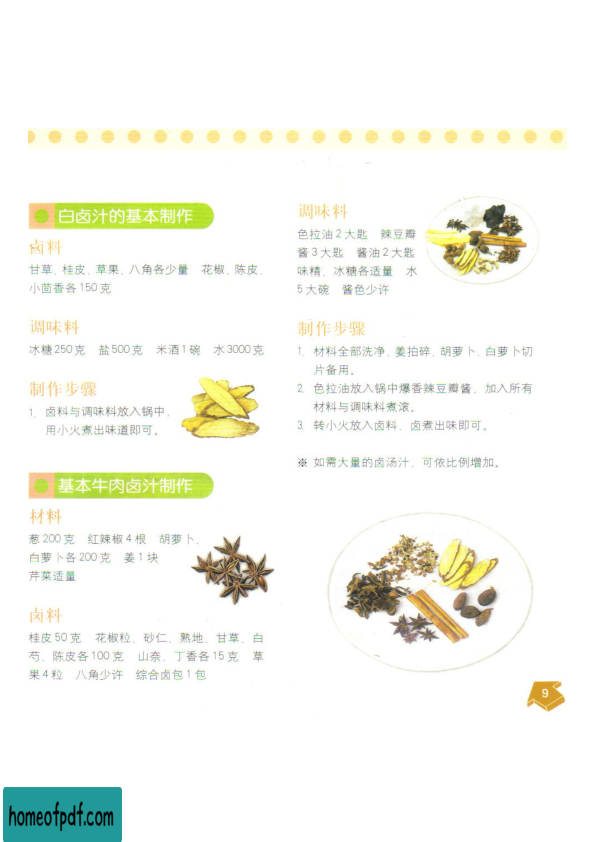 白卤汁的基本制作
卤料
甘草、桂皮、草果、八角各少量 花椒、陈皮、
小茴香各150克
调味料
冰糖250克 盐500克 米酒1碗 水3000克
制作步骤
1. 卤料与调味料放入锅中,
用小火煮出味道即可。
基本牛肉卤汁制作
材料
葱200克 红辣椒4根 胡萝卜、
白萝卜各200克 姜1块
芹菜适量
卤料
桂皮50克 花椒粒、砂仁、熟地、甘草、白
芍、陈皮各100克 山奈、丁香各15克 草
果4粒 八角少许 综合卤包1包
调味料
色拉油2大匙 辣豆瓣
酱3大匙 酱油2大匙
味精、冰糖各适量 水
5大碗 酱色少许
制作步骤
1. 材料全部洗净,姜拍碎,胡萝卜、白萝卜切
片备用。
2. 色拉油放入锅中爆香辣豆瓣酱,加入所有
材料与调味料煮滚。
3. 转小火放入卤料,卤煮出味即可。
※ 如需大量的卤汤汁,可依比例增加。
9
homeofpdf.com